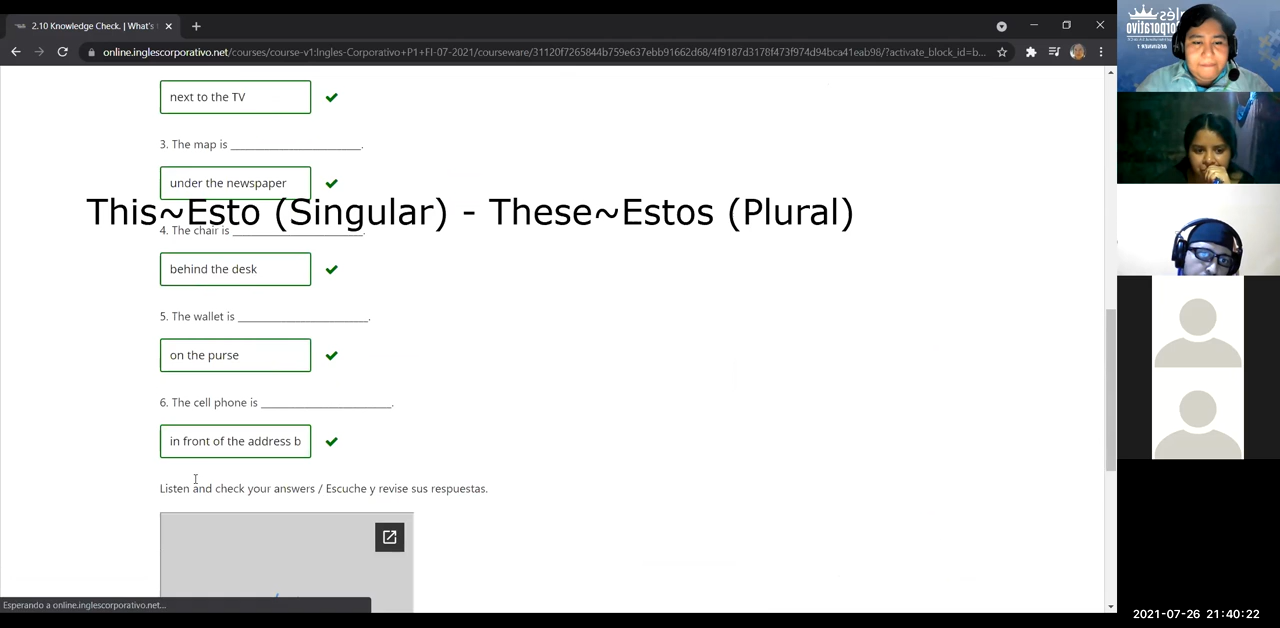 2.10 Knowledge Check. | What's
online.inglescorporativo.net/courses/course-v1:Ingles-Corporativo+P1+FI-07-2021/courseware/31120f7265844b759e637ebb91662d68/4f9187d3178f473f974d94bca41eab98/?activate_block_id=b...
next to the TV
3. The map is ____________________.
under the newspaper
This~Esto (Singular) - These~Estos (Plural)
4. The chair is ____________________.
behind the desk
5. The wallet is ____________________.
on the purse
6. The cell phone is ____________________.
in front of the address b
Listen and check your answers / Escuche y revise sus respuestas.
Esperando a online.inglescorporativo.net...
2021-07-26 21:40:22